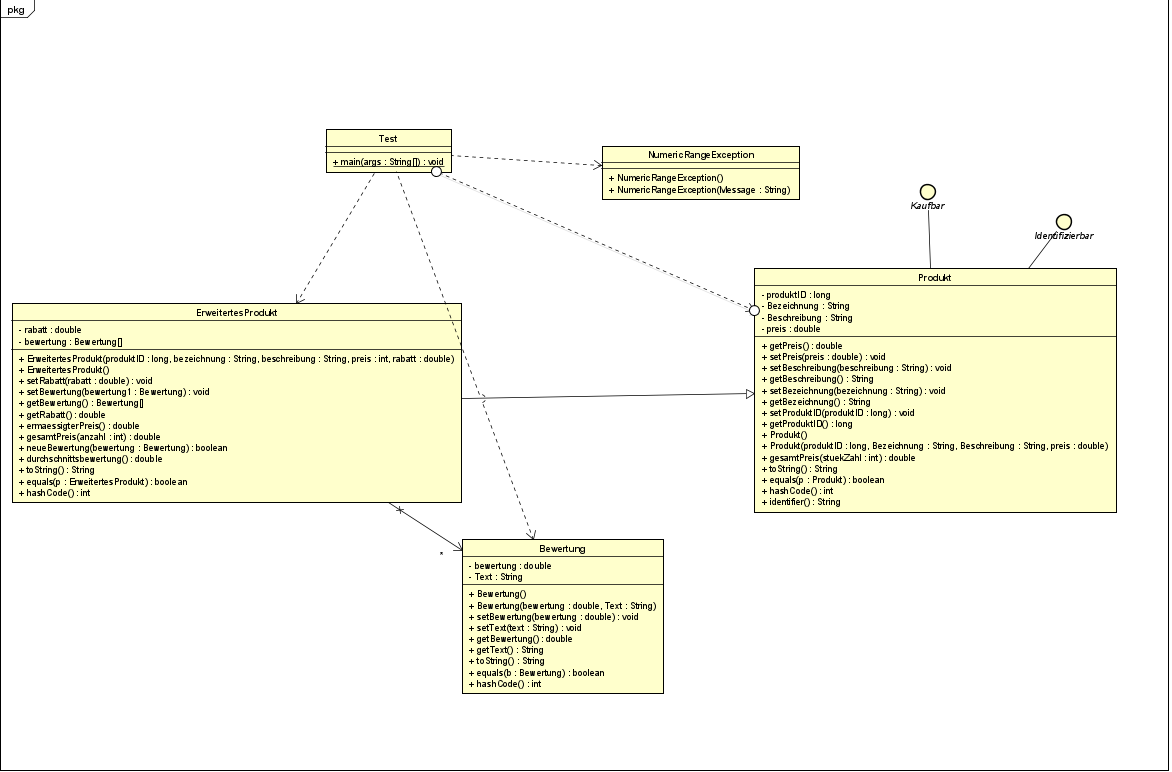 pkg
Test
+ main(args : String[]) : void
NumericRangeException
+ NumericRangeException()
+ NumericRangeException(Message : String)
Kaufbar
Identifizierbar
Produkt
- produktID : long
- Bezeichnung : String
- Beschreibung : String
- preis : double
+ getPreis() : double
+ setPreis(preis : double) : void
+ setBeschreibung(beschreibung : String) : void
+ getBeschreibung() : String
+ setBezeichnung(bezeichnung : String) : void
+ getBezeichnung() : String
+ setProduktID(produktID : long) : void
+ getProduktID() : long
+ Produkt()
+ Produkt(produktID : long, Bezeichnung : String, Beschreibung : String, preis : double)
+ gesamtPreis(stuekZahl : int) : double
+ toString() : String
+ equals(p : Produkt) : boolean
+ hashCode() : int
+ identifier() : String
ErweitertesProdukt
- rabatt : double
- bewertung : Bewertung[]
+ ErweitertesProdukt(produktID : long, bezeichnung : String, beschreibung : String, preis : int, rabatt : double)
+ ErweitertesProdukt()
+ setRabatt(rabatt : double) : void
+ setBewertung(bewertung1 : Bewertung) : void
+ getBewertung() : Bewertung[]
+ getRabatt() : double
+ ermaessigterPreis() : double
+ gesamtPreis(anzahl : int) : double
+ neueBewertung(bewertung : Bewertung) : boolean
+ durchschnittsbewertung() : double
+ toString() : String
+ equals(p : ErweitertesProdukt) : boolean
+ hashCode() : int
*
Bewertung
- bewertung : double
- Text : String
+ Bewertung()
+ Bewertung(bewertung : double, Text : String)
+ setBewertung(bewertung : double) : void
+ setText(text : String) : void
+ getBewertung() : double
+ getText() : String
+ toString() : String
+ equals(b : Bewertung) : boolean
+ hashCode() : int